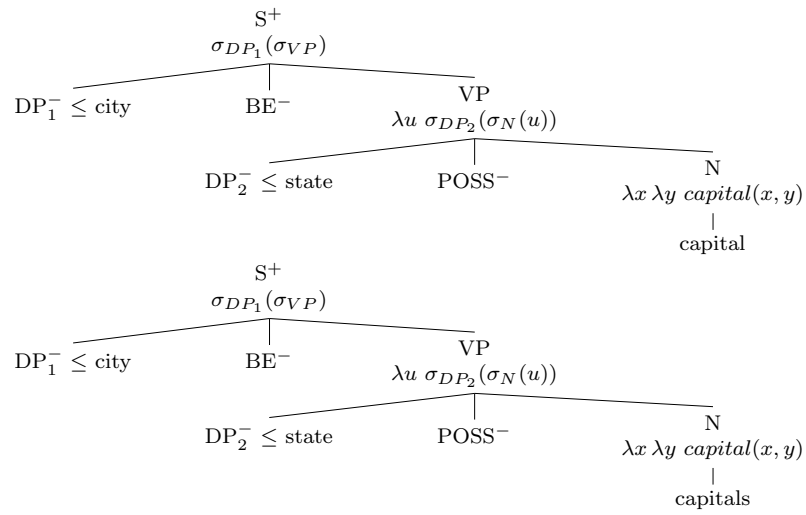 S⁺
σ_{DP₁}(σ_{VP})
DP₁⁻ ≤ city BE⁻ VP
λu σ_{DP₂}(σ_N(u))
DP₂⁻ ≤ state POSS⁻ N
λx λy capital(x, y)
capital
S⁺
σ_{DP₁}(σ_{VP})
DP₁⁻ ≤ city BE⁻ VP
λu σ_{DP₂}(σ_N(u))
DP₂⁻ ≤ state POSS⁻ N
λx λy capital(x, y)
capitals